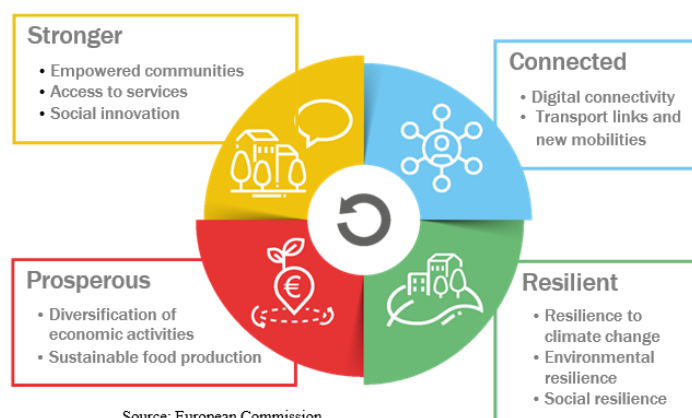 Stronger
• Empowered communities
• Access to services
• Social innovation
Connected
• Digital connectivity
• Transport links and
new mobilities
Prosperous
• Diversification of
economic activities
• Sustainable food production
€
Resilient
• Resilience to
climate change
• Environmental
resilience
• Social resilience
Source: European Commission